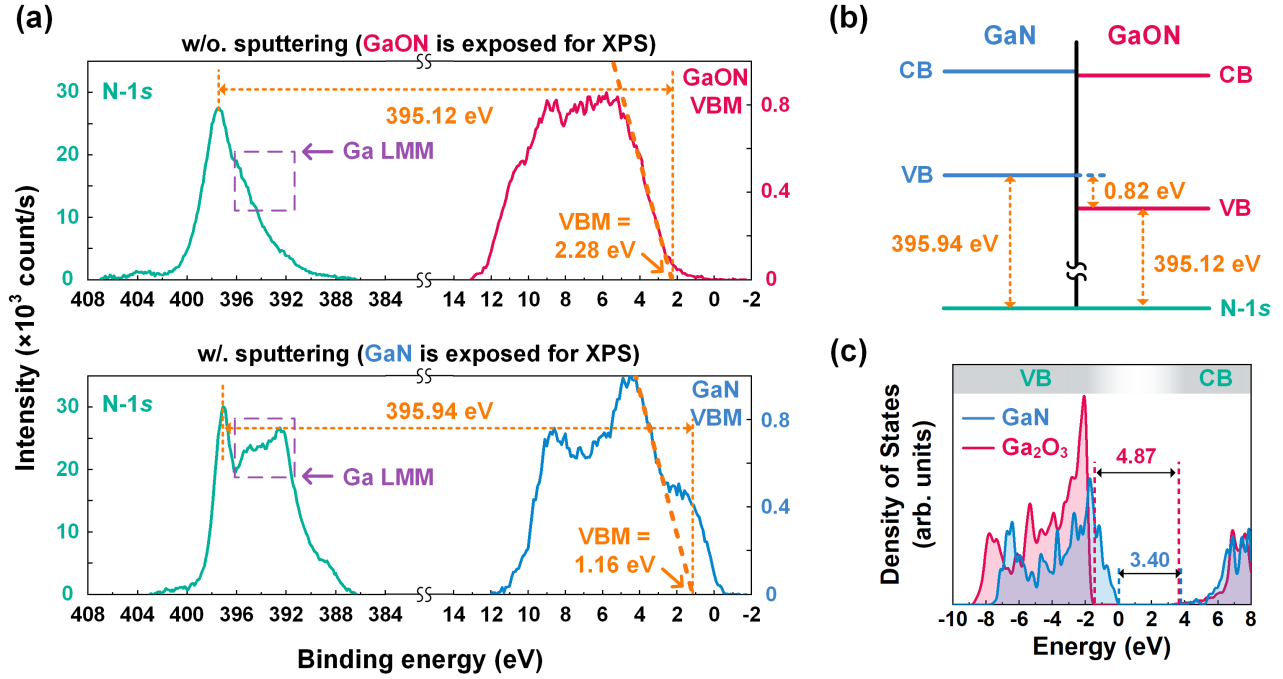 (a)
w/o. sputtering (GaON is exposed for XPS)
N-1s
395.12 eV
Ga LMM
GaON
VBM
VBM =
2.28 eV
30
20
10
0
0.8
0.4
0
408 404 400 396 392 388 384 14 12 10 8 6 4 2 0 -2
w/. sputtering (GaN is exposed for XPS)
N-1s
395.94 eV
Ga LMM
GaN
VBM
VBM =
1.16 eV
30
20
10
0
0.8
0.4
0
408 404 400 396 392 388 384 14 12 10 8 6 4 2 0 -2
Intensity (×10³ count/s)
Binding energy (eV)
(b)
GaN GaON
CB CB
VB 0.82 eV VB
395.94 eV 395.12 eV
N-1s
(c)
VB CB
GaN
Ga₂O₃
4.87
3.40
Density of States
(arb. units)
-10 -8 -6 -4 -2 0 2 4 6 8
Energy (eV)